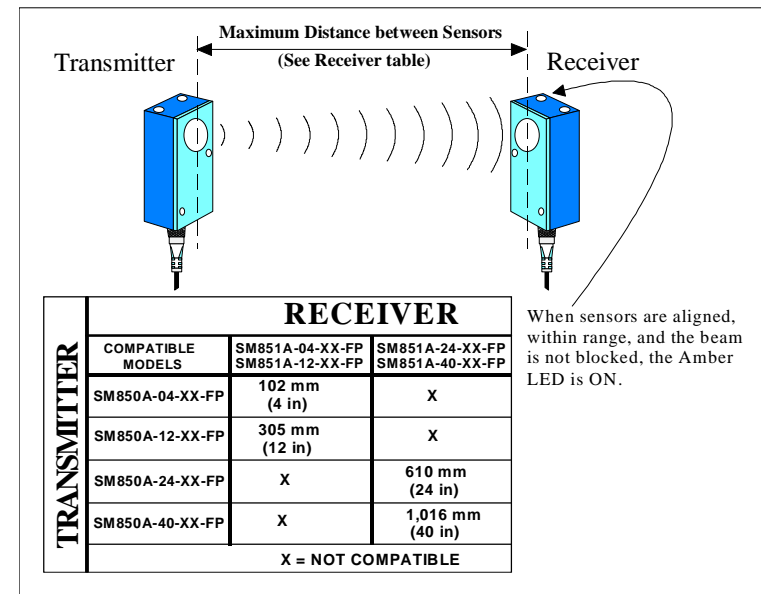 Maximum Distance between Sensors
(See Receiver table)
Transmitter
Receiver
When sensors are aligned,
within range, and the beam
is not blocked, the Amber
LED is ON.
TRANSMITTER
RECEIVER
COMPATIBLE MODELS
SM851A-04-XX-FP SM851A-24-XX-FP
SM851A-12-XX-FP SM851A-40-XX-FP
SM850A-04-XX-FP 102 mm (4 in) X
SM850A-12-XX-FP 305 mm (12 in) X
SM850A-24-XX-FP X 610 mm (24 in)
SM850A-40-XX-FP X 1,016 mm (40 in)
X = NOT COMPATIBLE